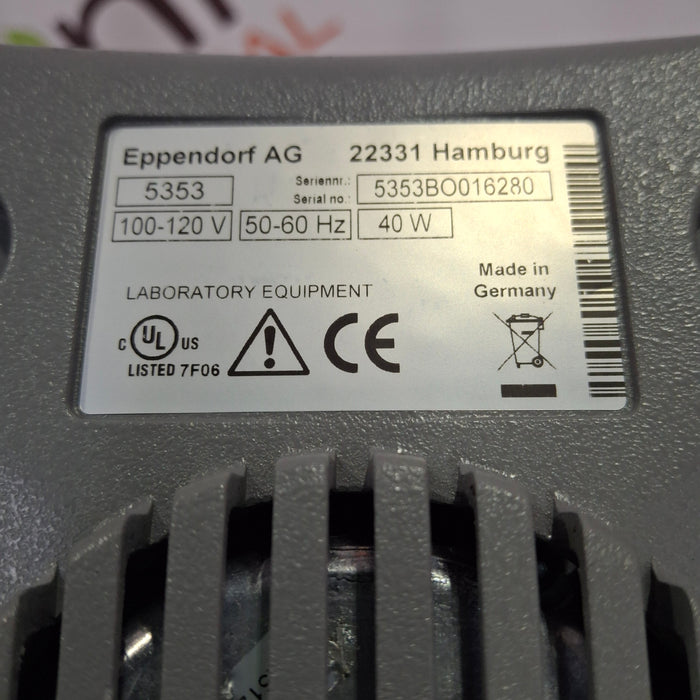 Eppendorf AG 22331 Hamburg
5353 Seriennr.: Serial no.: 5353BO016280
100-120 V 50-60 Hz 40 W
Made in
LABORATORY EQUIPMENT Germany
C UL US CE
LISTED 7F06